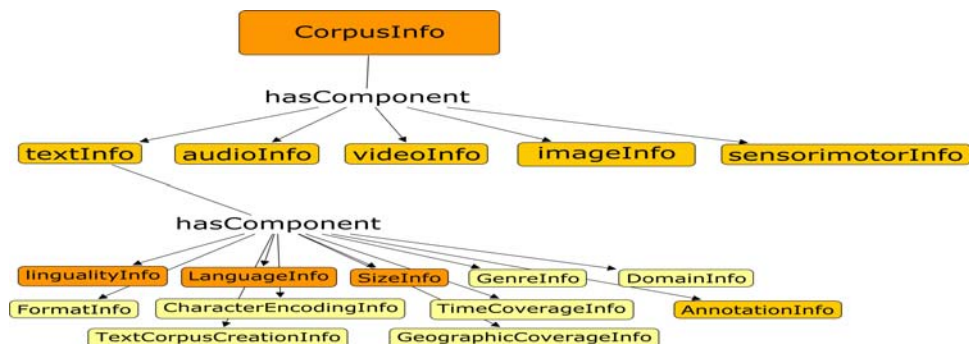 CorpusInfo
hasComponent
textInfo audioInfo videoInfo imageInfo sensorimotorInfo
hasComponent
lingualityInfo LanguageInfo SizeInfo GenreInfo DomainInfo
FormatInfo CharacterEncodingInfo TimeCoverageInfo AnnotationInfo
TextCorpusCreationInfo GeographicCoverageInfo